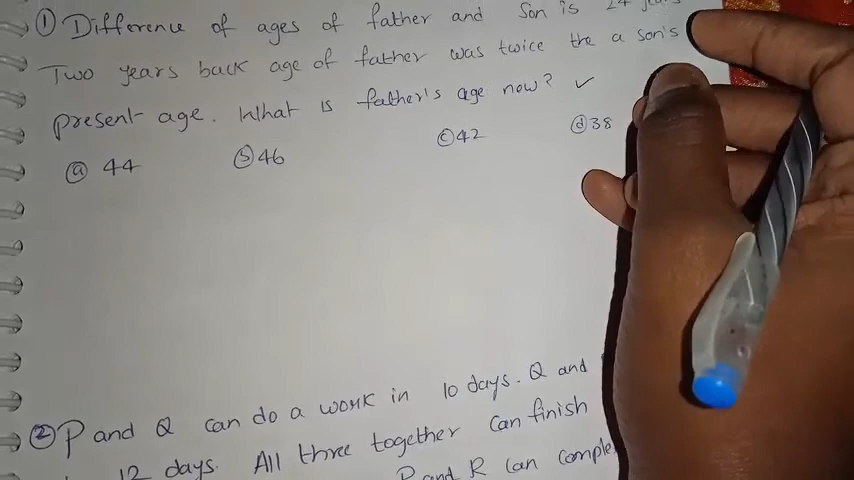 ① Difference of ages of father and Son is 24 years
Two years back age of father was twice the a son's
present age. What is father's age now? ✓
ⓐ 44 ⓑ 46 ⓒ 42 ⓓ 38
② P and Q can do a work in 10 days. Q and
12 days. All three together can finish
P and R can comple